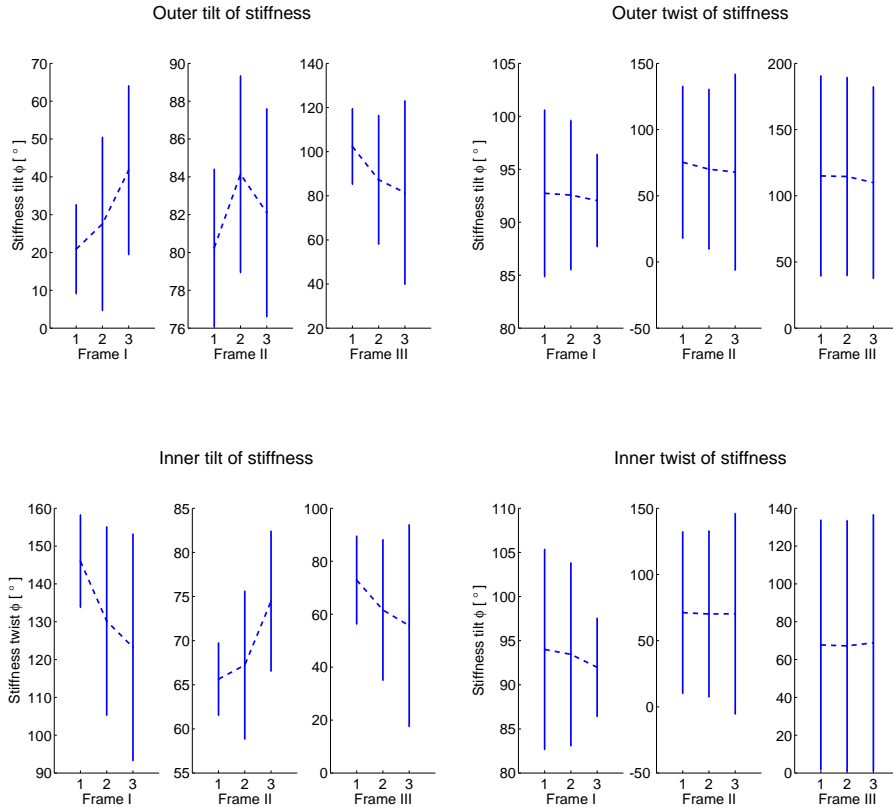 Outer tilt of stiffness
Outer twist of stiffness
Stiffness tilt ϕ [ ° ]
70
60
50
40
30
20
10
0
1 2 3
Frame I
90
88
86
84
82
80
78
76
1 2 3
Frame II
140
120
100
80
60
40
20
1 2 3
Frame III
Stiffness tilt ϕ [ ° ]
105
100
95
90
85
80
1 2 3
Frame I
150
100
50
0
-50
1 2 3
Frame II
200
150
100
50
0
1 2 3
Frame III
Inner tilt of stiffness
Inner twist of stiffness
Stiffness twist ϕ [ ° ]
160
150
140
130
120
110
100
90
1 2 3
Frame I
85
80
75
70
65
60
55
1 2 3
Frame II
100
80
60
40
20
0
1 2 3
Frame III
Stiffness tilt ϕ [ ° ]
110
105
100
95
90
85
80
1 2 3
Frame I
150
100
50
0
-50
1 2 3
Frame II
140
120
100
80
60
40
20
0
1 2 3
Frame III